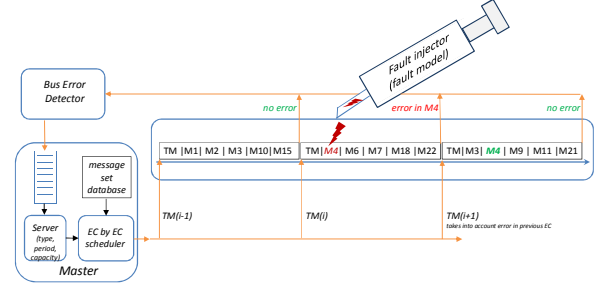 Fault injector
(fault model)
Bus Error
Detector
no error
error in M4
no error
TM |M1| M2 | M3 |M10|M15
TM|M4| M6 | M7 | M18 |M22
TM|M3| M4 | M9 | M11 |M21
message
set
database
TM(i-1)
TM(i)
TM(i+1)
takes into account error in previous EC
Server
(type,
period,
capacity)
EC by EC
scheduler
Master